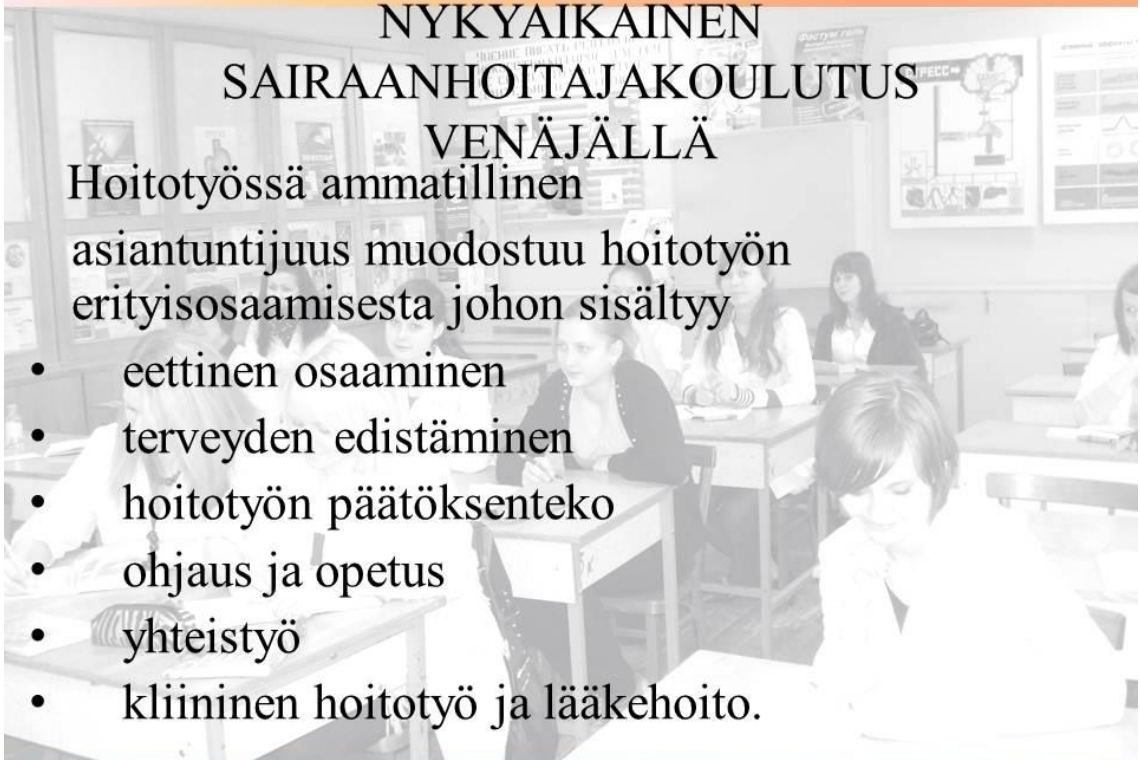 NYKYAIKAINEN
SAIRAANHOITAJAKOULUTUS
VENÄJÄLLÄ
Hoitotyössä ammatillinen
asiantuntijuus muodostuu hoitotyön
erityisosaamisesta johon sisältyy
• eettinen osaaminen
• terveyden edistäminen
• hoitotyön päätöksenteko
• ohjaus ja opetus
• yhteistyö
• kliininen hoitotyö ja lääkehoito.